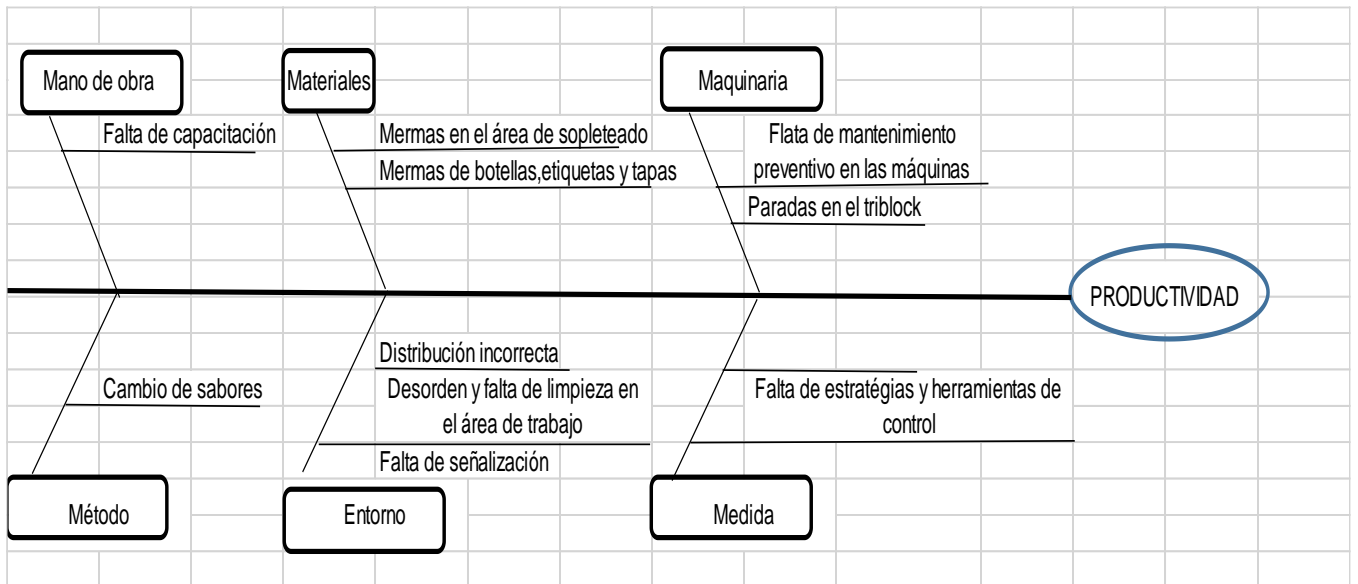 Mano de obra
Materiales
Maquinaria
Falta de capacitación
Mermas en el área de sopleteado
Mermas de botellas,etiquetas y tapas
Flata de mantenimiento
preventivo en las máquinas
Paradas en el triblock
PRODUCTIVIDAD
Cambio de sabores
Distribución incorrecta
Desorden y falta de limpieza en
el área de trabajo
Falta de señalización
Falta de estratégias y herramientas de
control
Método
Entorno
Medida